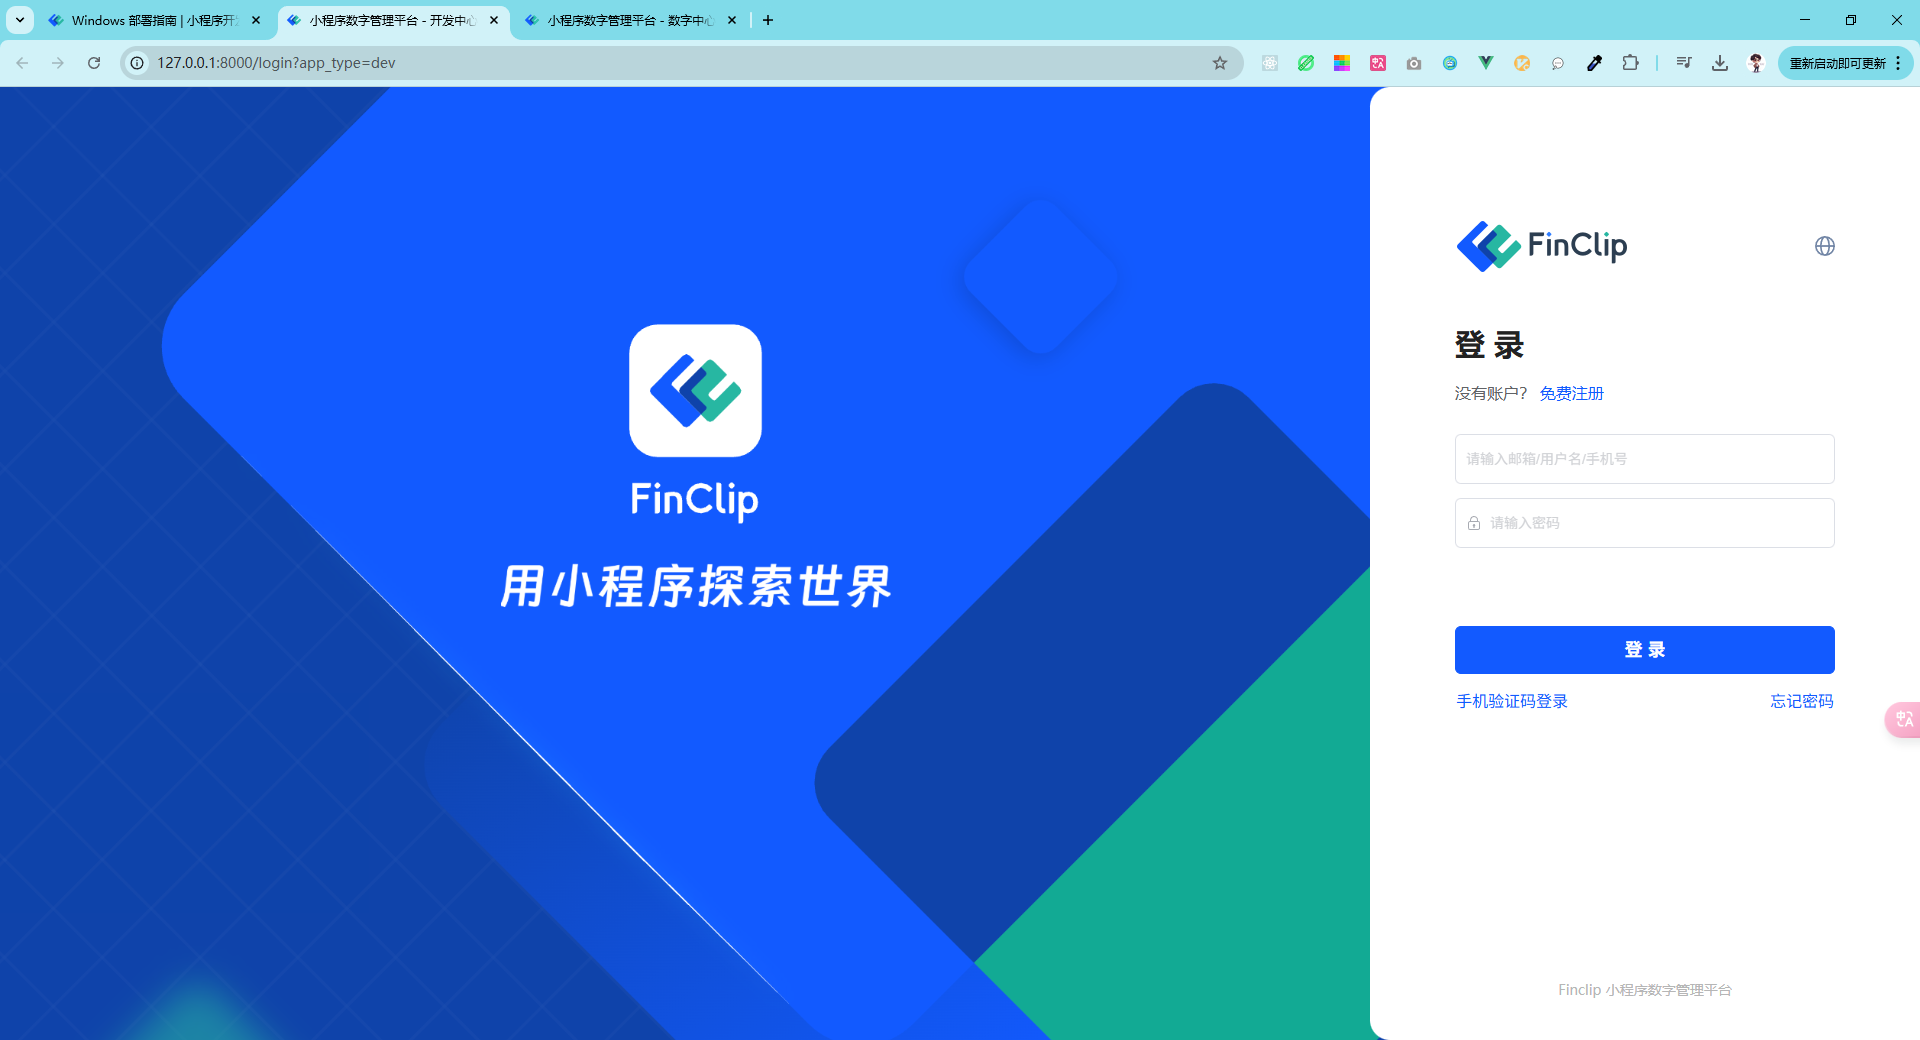 Windows 部署指南 | 小程序开
小程序数字管理平台 - 开发中心
小程序数字管理平台 - 数字中心
127.0.0.1:8000/login?app_type=dev
重新启动即可更新
FinClip
用小程序探索世界
FinClip
登 录
没有账户? 免费注册
请输入邮箱/用户名/手机号
请输入密码
登 录
手机验证码登录
忘记密码
Finclip 小程序数字管理平台